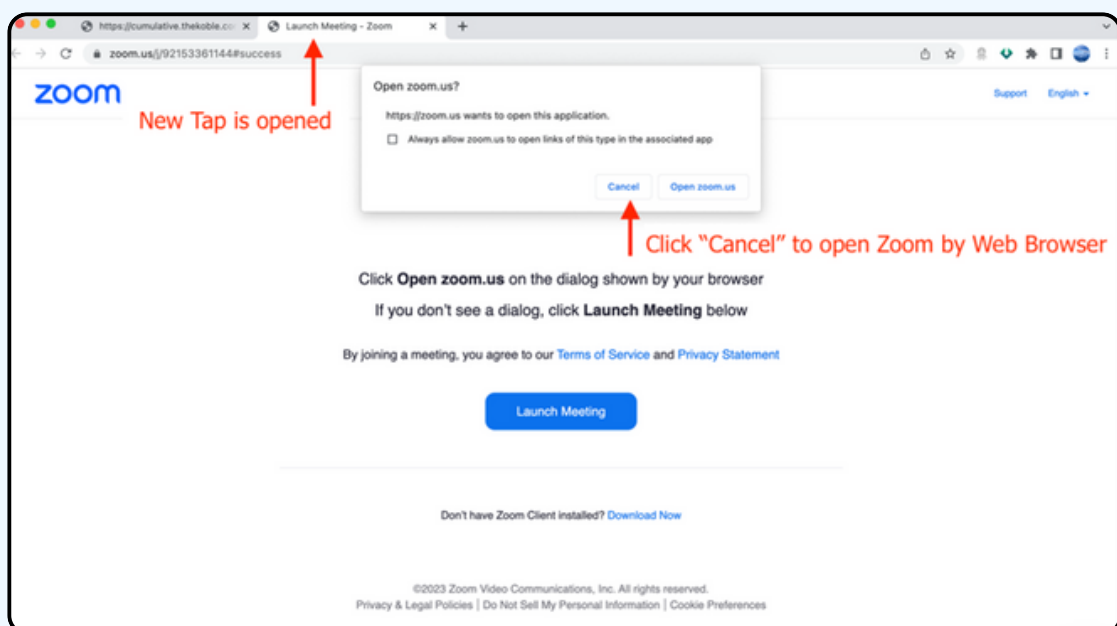 https://cumulative.thekoble.co
Launch Meeting - Zoom
zoom.us/j/92153361144#success
zoom
New Tap is opened
Support English
Open zoom.us?
https://zoom.us wants to open this application.
Always allow zoom.us to open links of this type in the associated app
Cancel Open zoom.us
Click “Cancel” to open Zoom by Web Browser
Click Open zoom.us on the dialog shown by your browser
If you don’t see a dialog, click Launch Meeting below
By joining a meeting, you agree to our Terms of Service and Privacy Statement
Launch Meeting
Don’t have Zoom Client installed? Download Now
©2023 Zoom Video Communications, Inc. All rights reserved.
Privacy & Legal Policies | Do Not Sell My Personal Information | Cookie Preferences